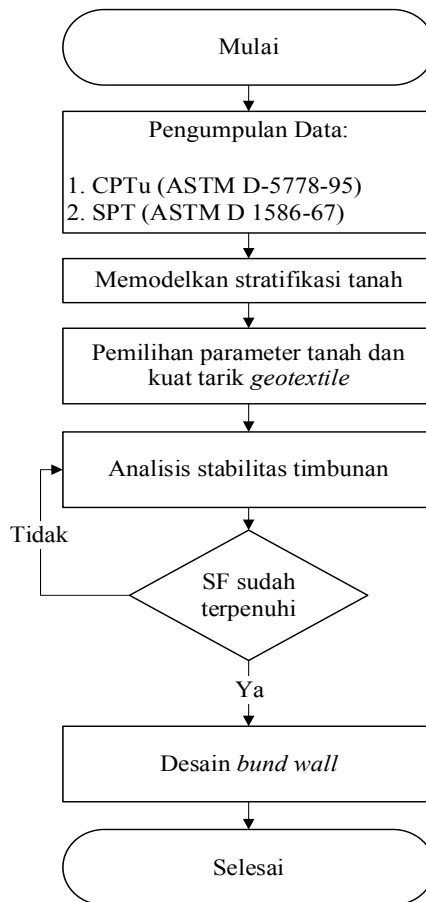 Mulai
Pengumpulan Data:
1. CPTu (ASTM D-5778-95)
2. SPT (ASTM D 1586-67)
Memodelkan stratifikasi tanah
Pemilihan parameter tanah dan
kuat tarik geotextile
Analisis stabilitas timbunan
Tidak
SF sudah
terpenuhi
Ya
Desain bund wall
Selesai